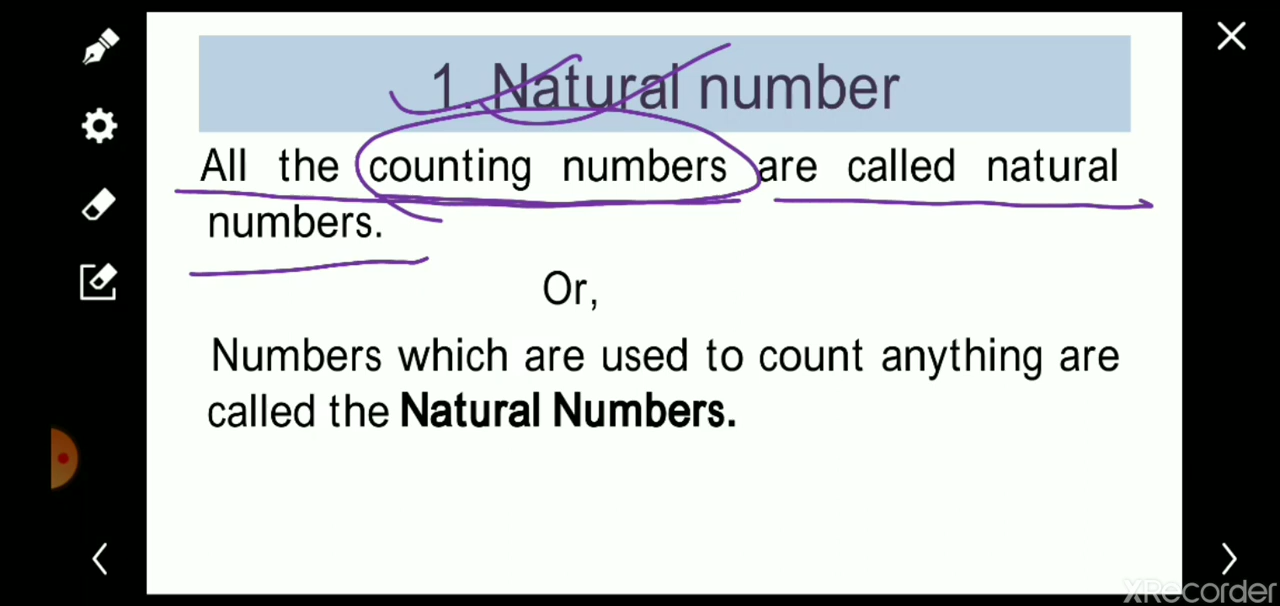 1. Natural number
All the counting numbers are called natural
numbers.
Or,
Numbers which are used to count anything are
called the Natural Numbers.
XRecorder